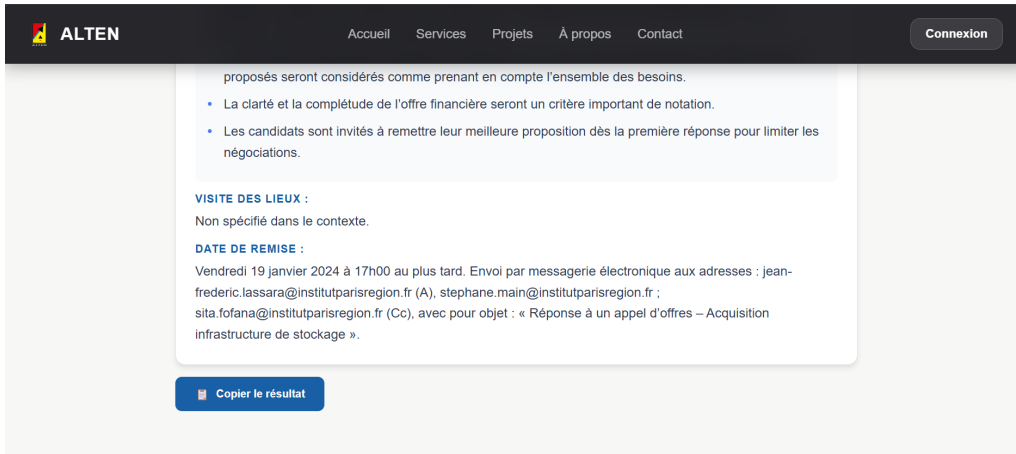 ALTEN
Accueil Services Projets À propos Contact
Connexion
proposés seront considérés comme prenant en compte l'ensemble des besoins.
• La clarté et la complétude de l'offre financière seront un critère important de notation.
• Les candidats sont invités à remettre leur meilleure proposition dès la première réponse pour limiter les
négociations.
VISITE DES LIEUX :
Non spécifié dans le contexte.
DATE DE REMISE :
Vendredi 19 janvier 2024 à 17h00 au plus tard. Envoi par messagerie électronique aux adresses : jean-
frederic.lassara@institutparisregion.fr (A), stephane.main@institutparisregion.fr ;
sita.fofana@institutparisregion.fr (Cc), avec pour objet : « Réponse à un appel d'offres – Acquisition
infrastructure de stockage ».
Copier le résultat